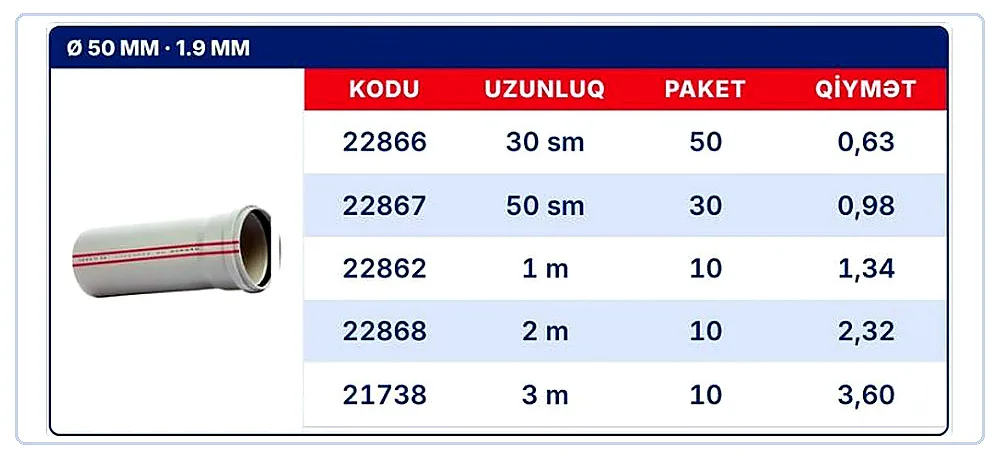 Ø 50 MM · 1.9 MM
KODU UZUNLUQ PAKET QİYMƏT
22866 30 sm 50 0,63
22867 50 sm 30 0,98
22862 1 m 10 1,34
22868 2 m 10 2,32
21738 3 m 10 3,60